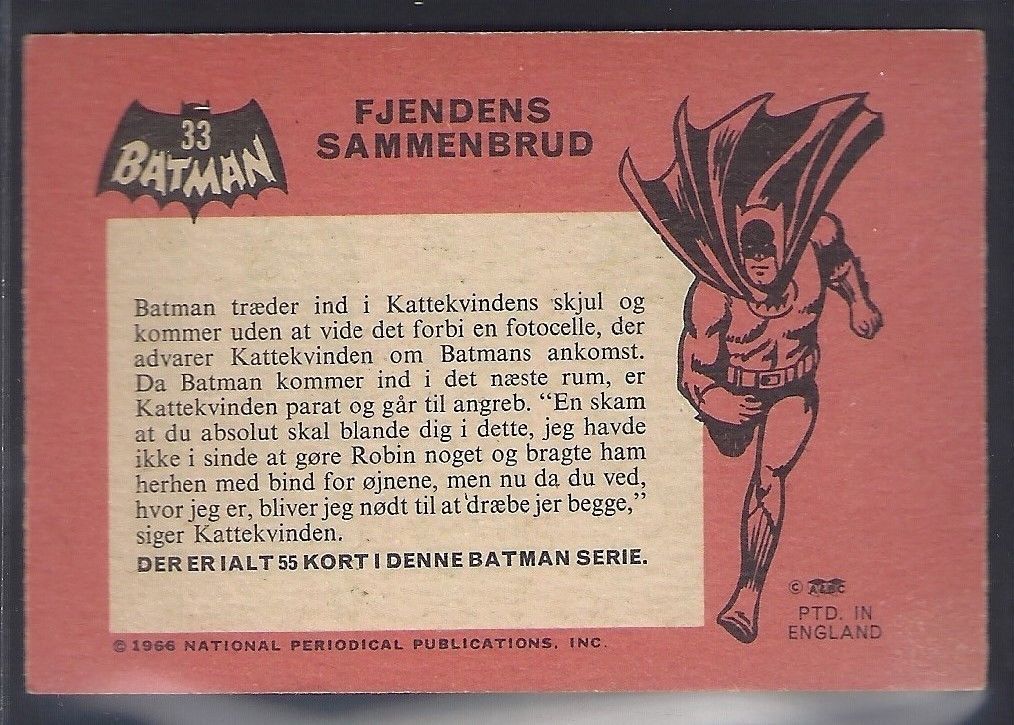 33
BATMAN
FJENDENS
SAMMENBRUD
Batman træder ind i Kattekvindens skjul og
kommer uden at vide det forbi en fotocelle, der
advarer Kattekvinden om Batmans ankomst.
Da Batman kommer ind i det næste rum, er
Kattekvinden parat og går til angreb. “En skam
at du absolut skal blande dig i dette, jeg havde
ikke i sinde at gøre Robin noget og bragte ham
herhen med bind for øjnene, men nu da du ved,
hvor jeg er, bliver jeg nødt til at dræbe jer begge,”
siger Kattekvinden.
DER ER IALT 55 KORT I DENNE BATMAN SERIE.
© 1966 NATIONAL PERIODICAL PUBLICATIONS, INC.
© A&BC
PTD. IN
ENGLAND